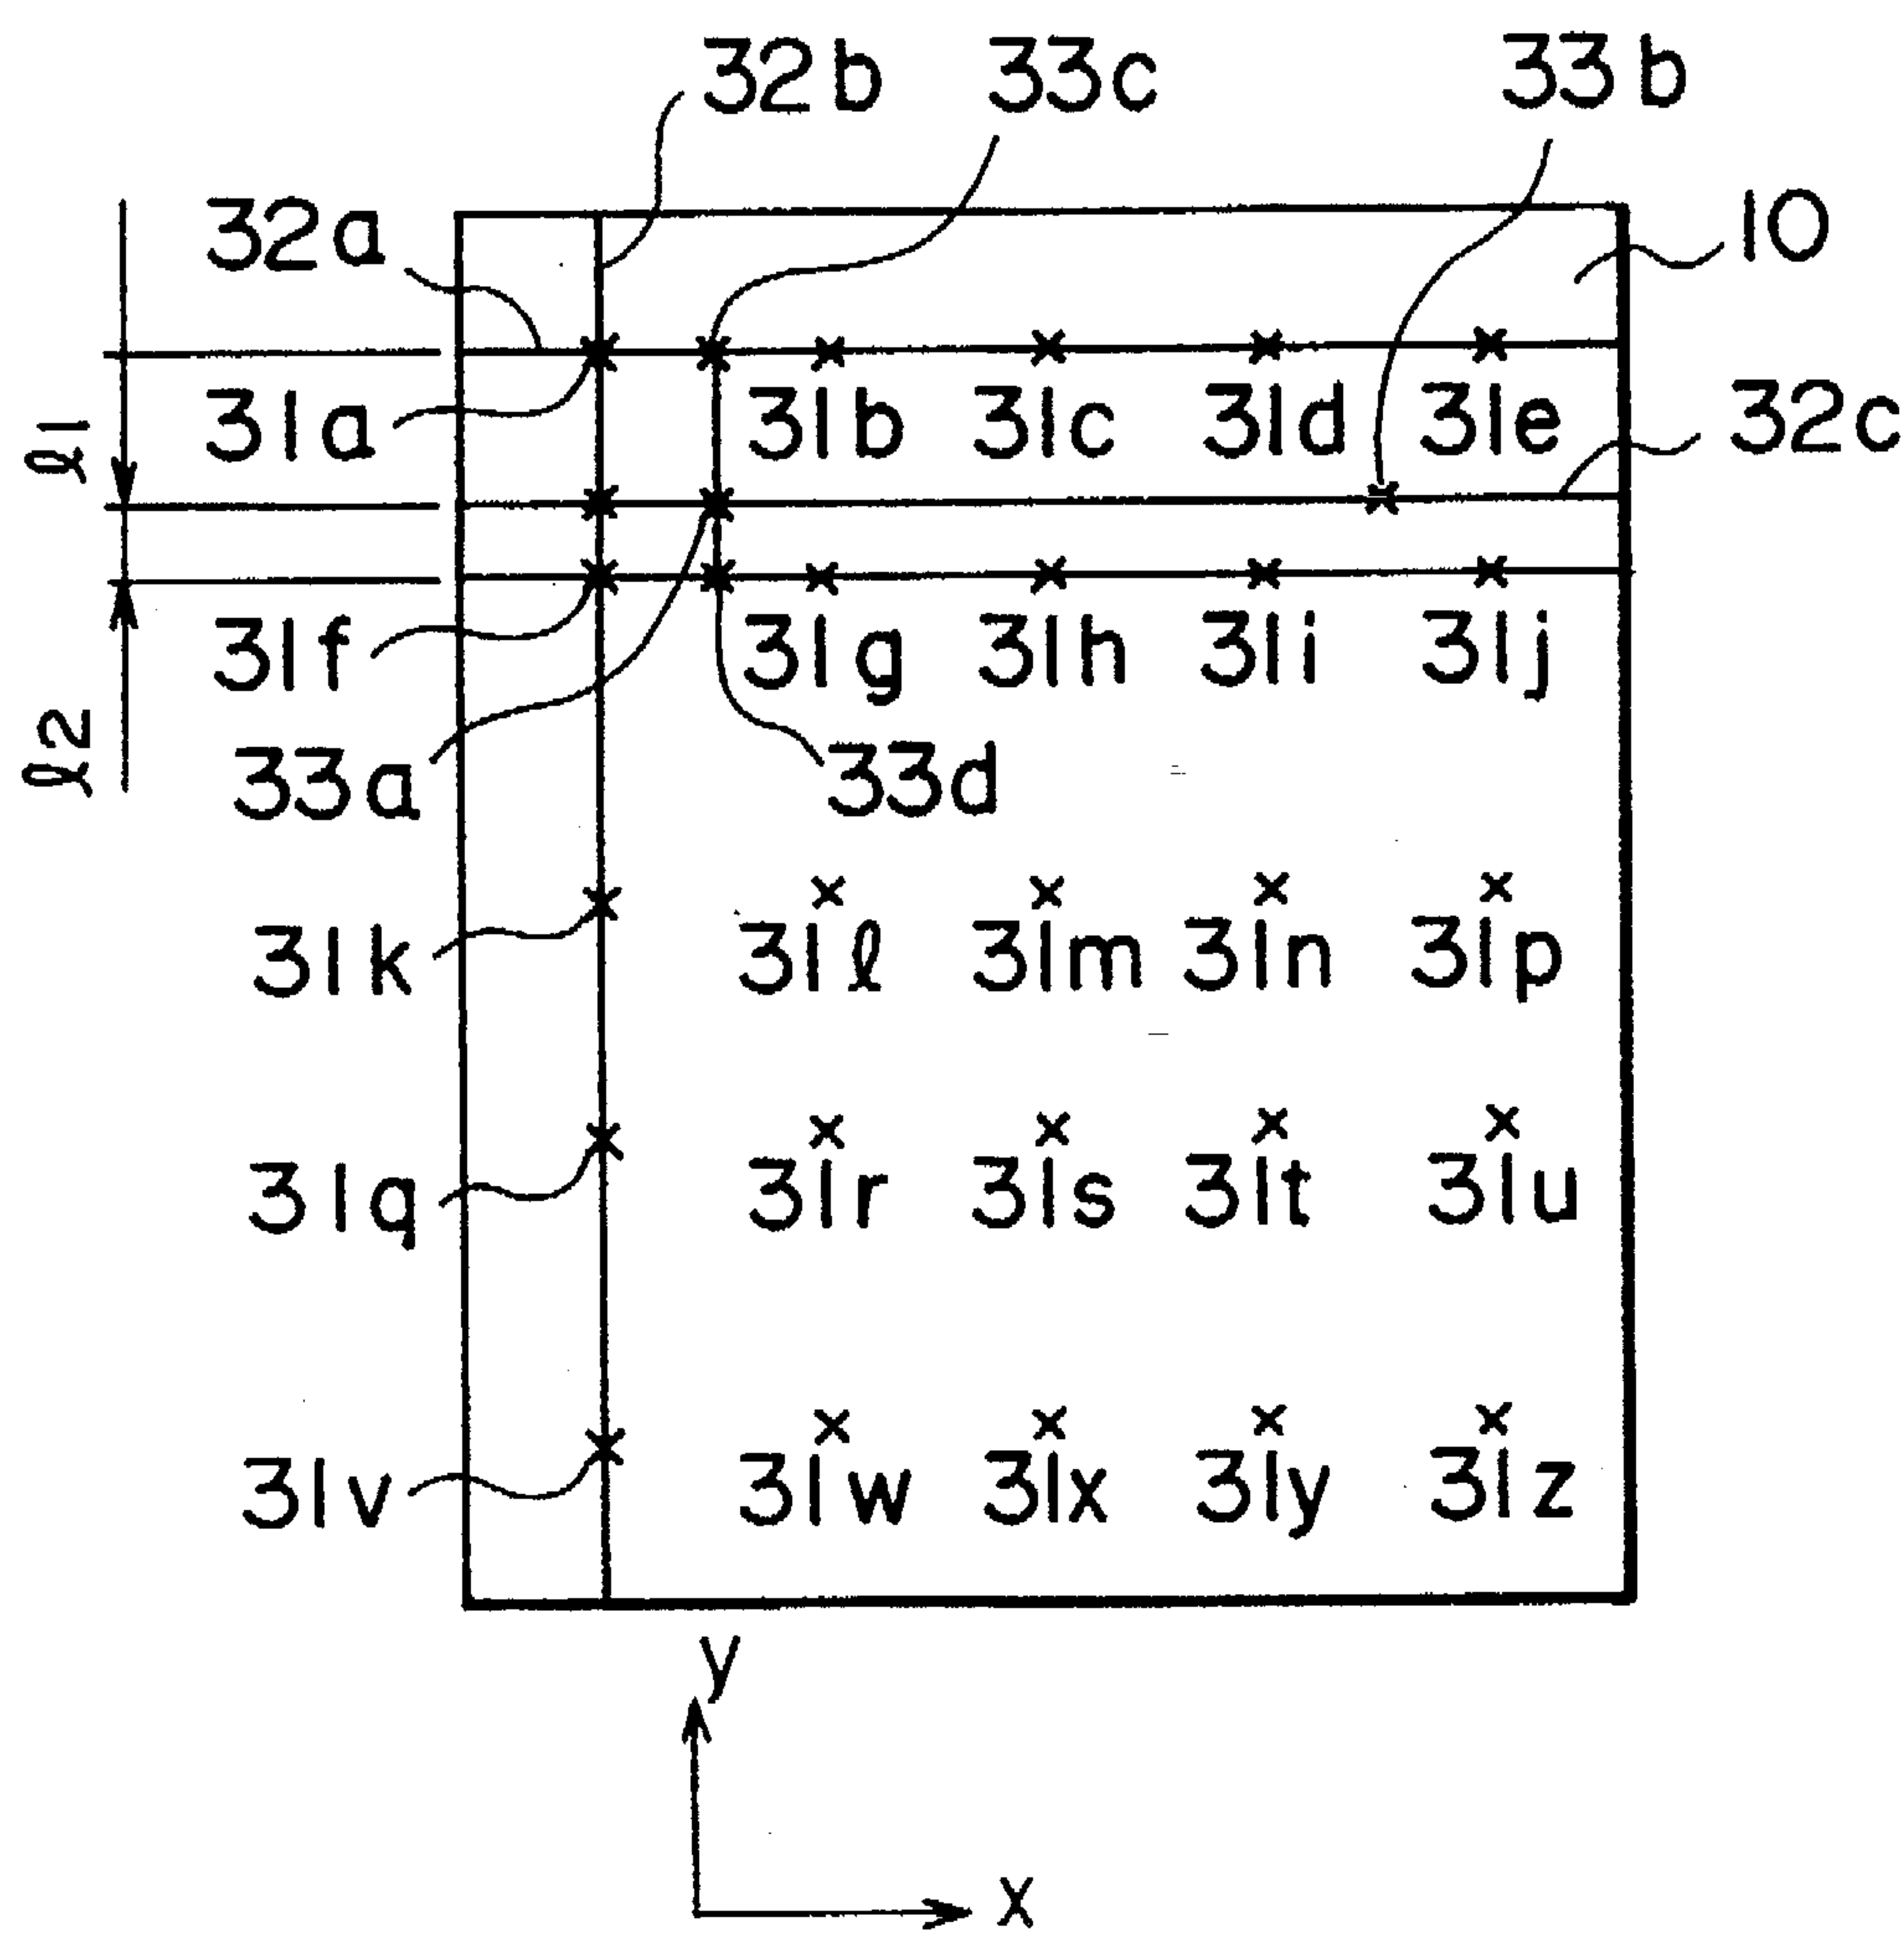 32b 33c 33b
32a 10
31a 31b 31c 31d 31e 32c
ℓ1
31f 31g 31h 31i 31j
ℓ2
33a 33d
31k 31ℓ 31m 31n 31p
31q 31r 31s 31t 31u
31v 31w 31x 31y 31z
y
x